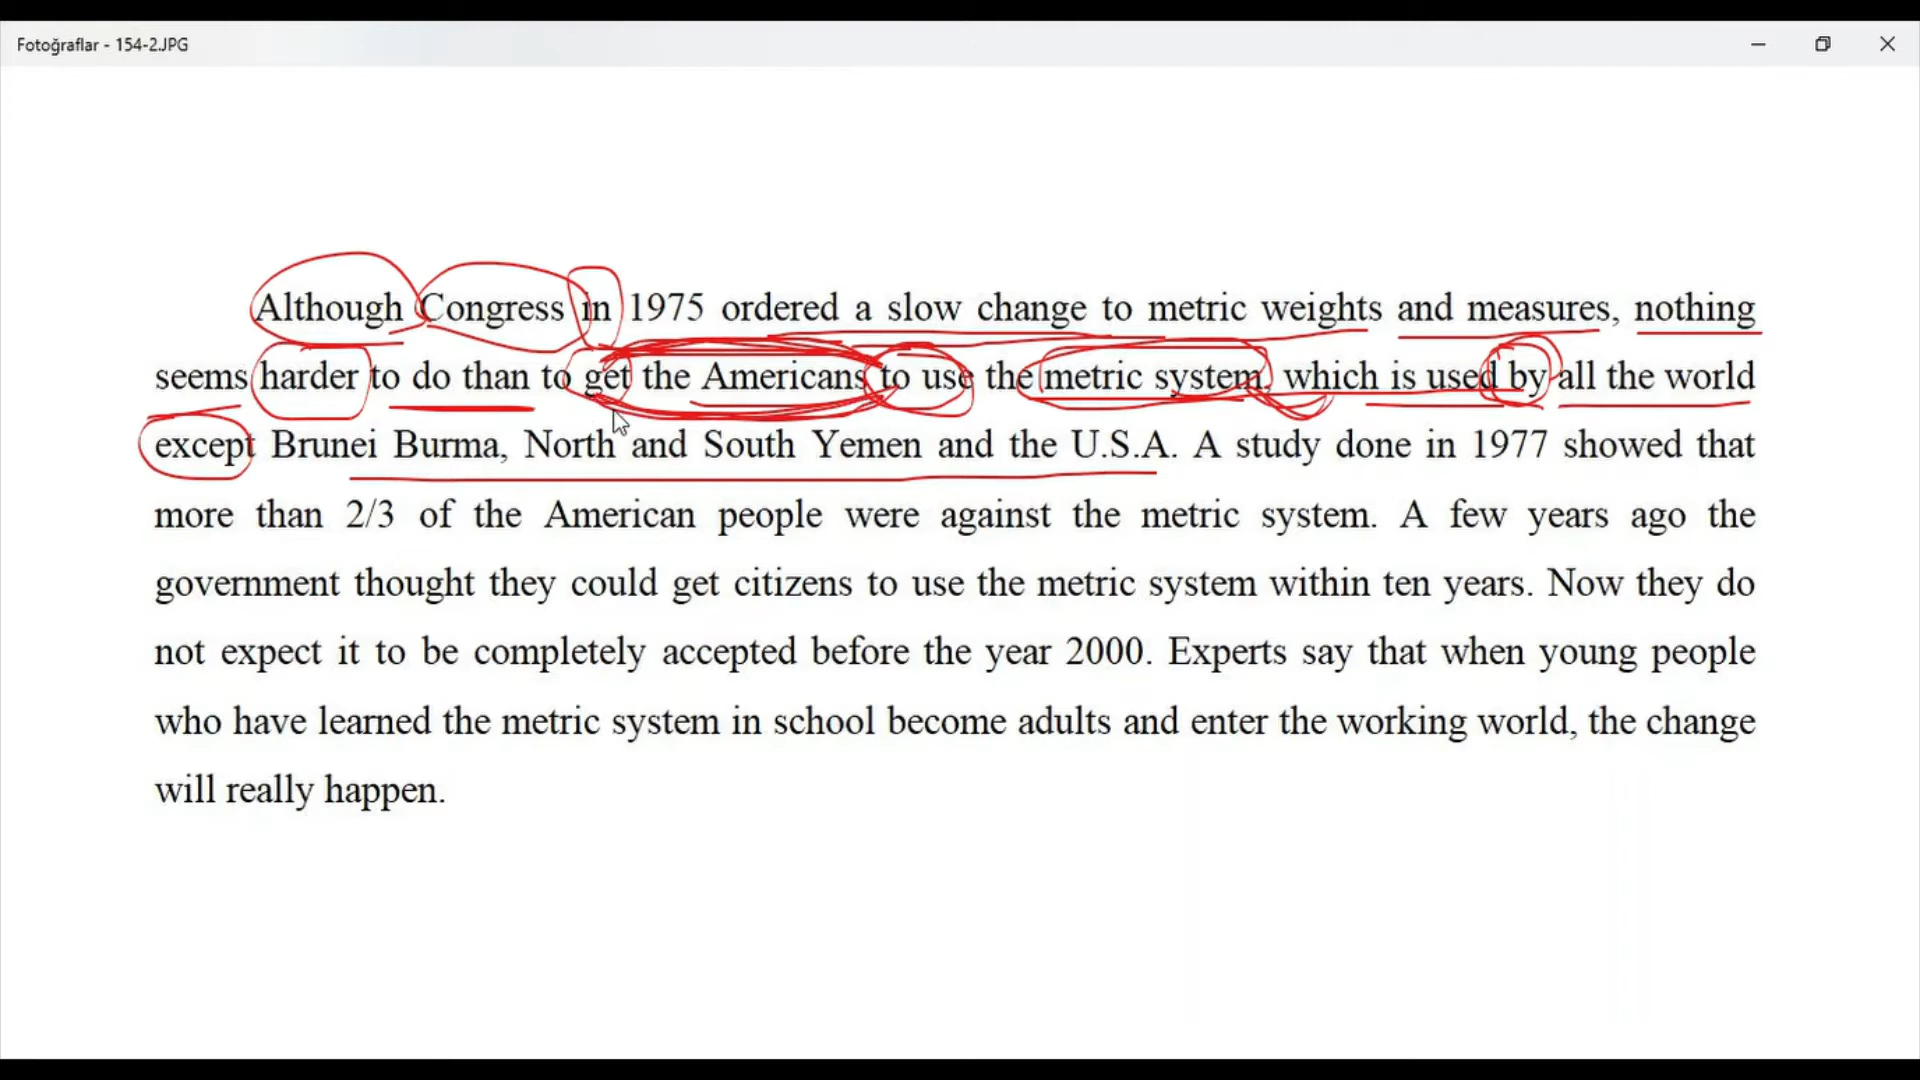 Fotoğraflar - 154-2.JPG
Although Congress in 1975 ordered a slow change to metric weights and measures, nothing
seems harder to do than to get the Americans to use the metric system, which is used by all the world
except Brunei Burma, North and South Yemen and the U.S.A. A study done in 1977 showed that
more than 2/3 of the American people were against the metric system. A few years ago the
government thought they could get citizens to use the metric system within ten years. Now they do
not expect it to be completely accepted before the year 2000. Experts say that when young people
who have learned the metric system in school become adults and enter the working world, the change
will really happen.